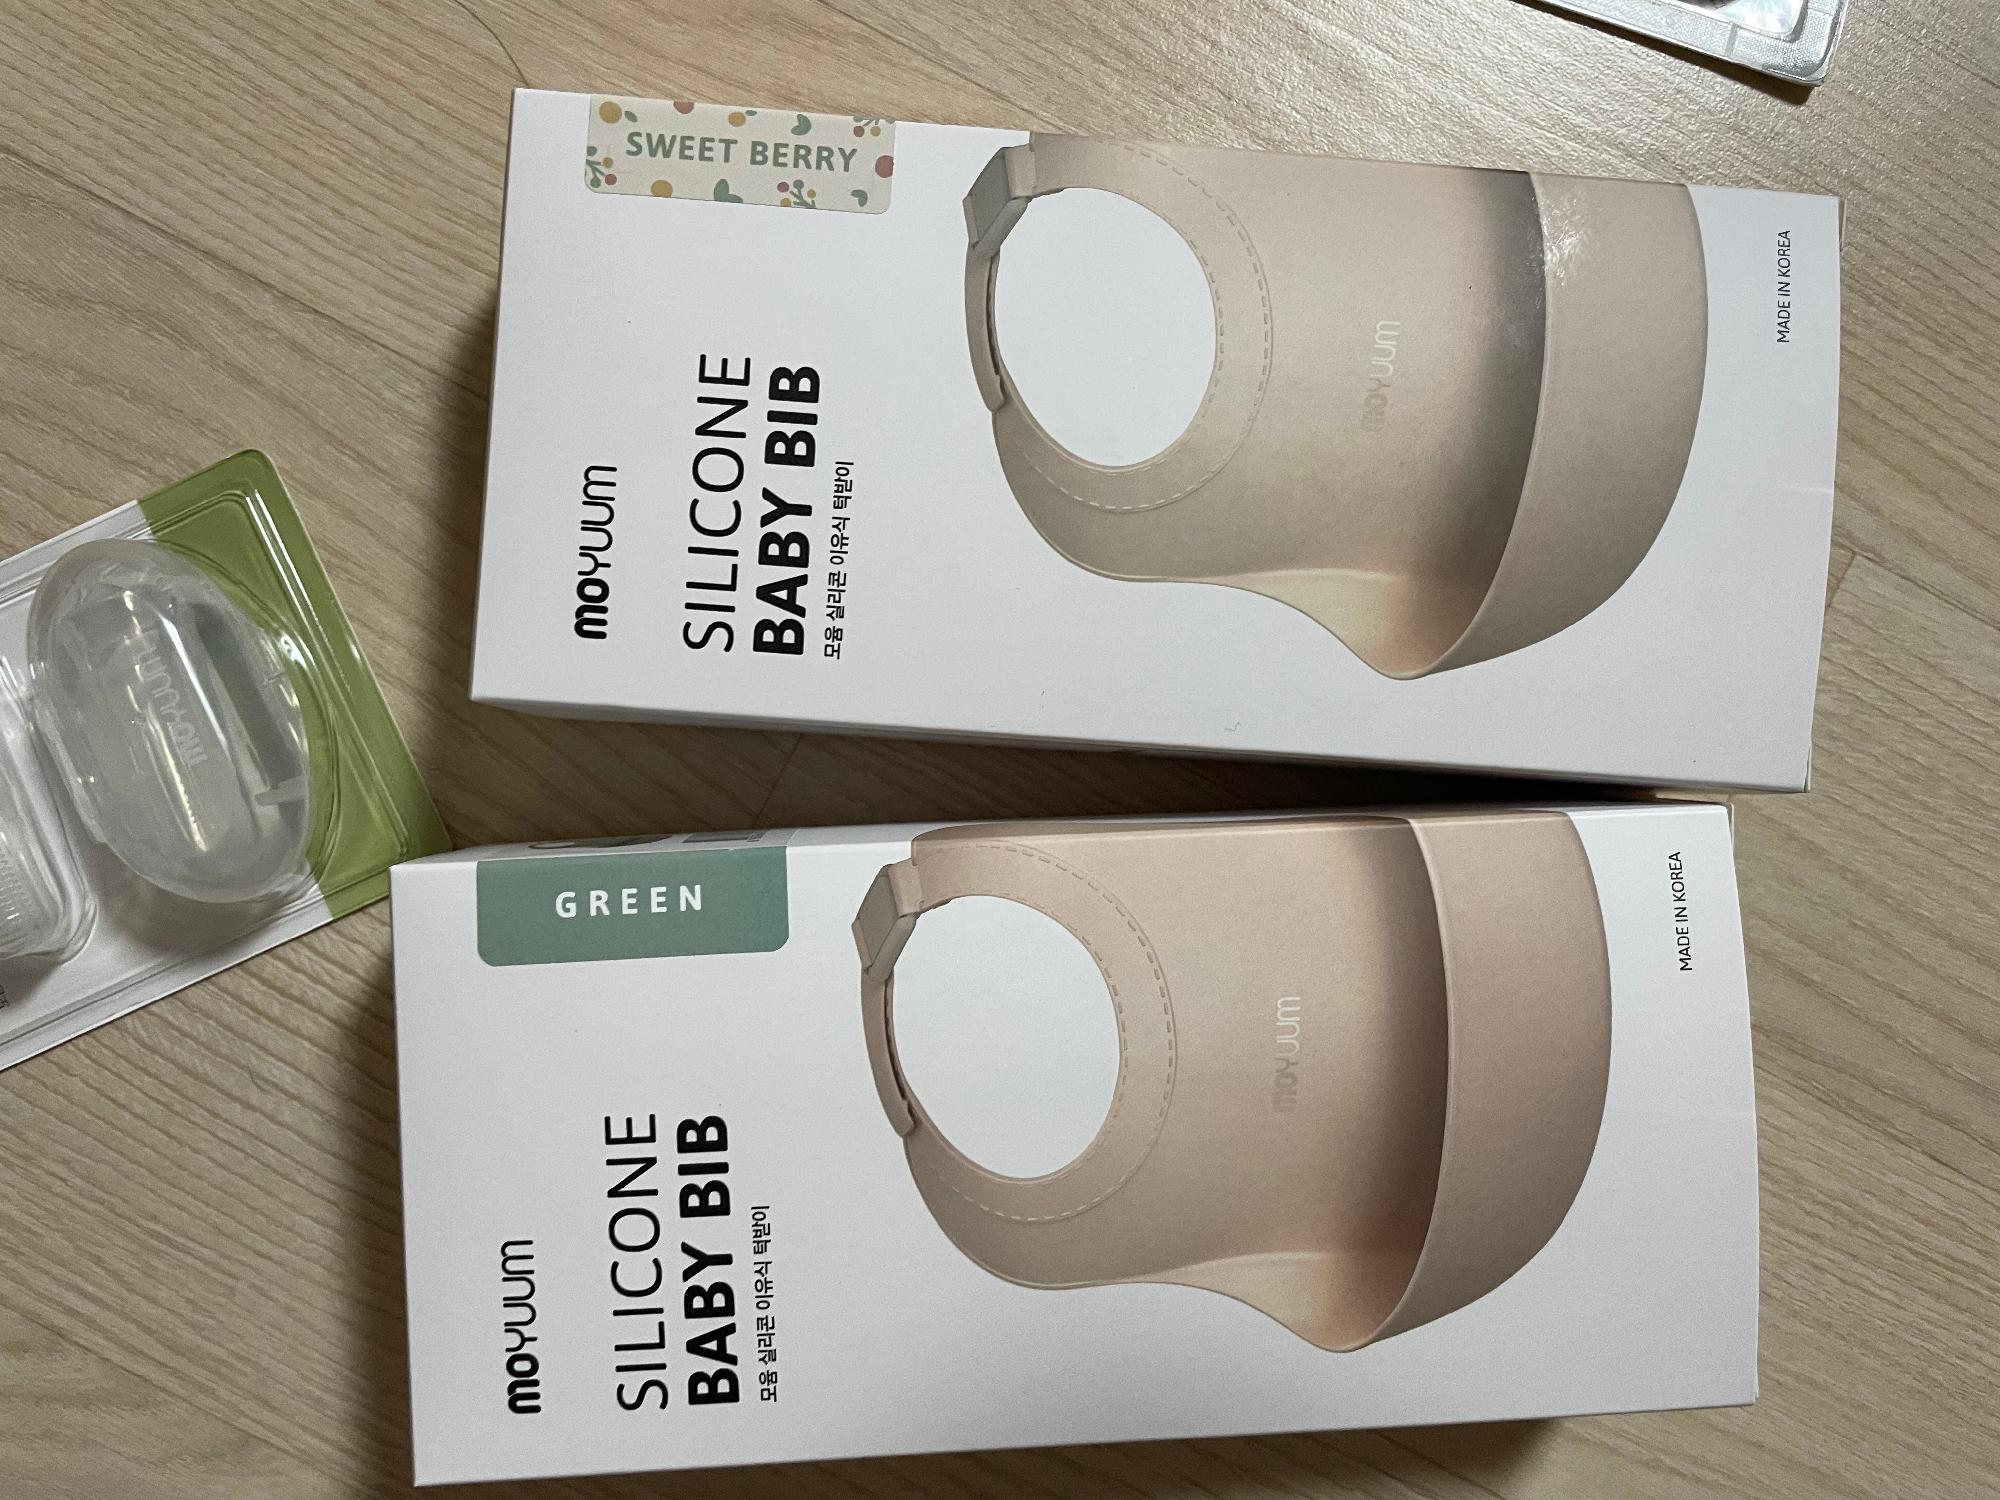 SWEET BERRY
moyuum
SILICONE
BABY BIB
모윰 실리콘 이유식 턱받이
moyuum
MADE IN KOREA
GREEN
moyuum
SILICONE
BABY BIB
모윰 실리콘 이유식 턱받이
moyuum
MADE IN KOREA
moyuum